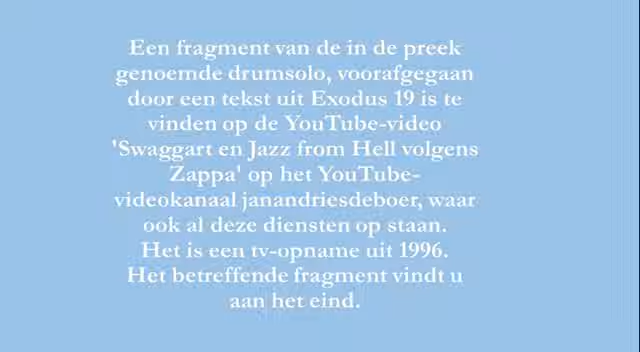 Een fragment van de in de preek
genoemde drumsolo, voorafgegaan
door een tekst uit Exodus 19 is te
vinden op de YouTube-video
'Swaggart en Jazz from Hell volgens
Zappa' op het YouTube-
videokanaal janandriesdeboer, waar
ook al deze diensten op staan.
Het is een tv-opname uit 1996.
Het betreffende fragment vindt u
aan het eind.